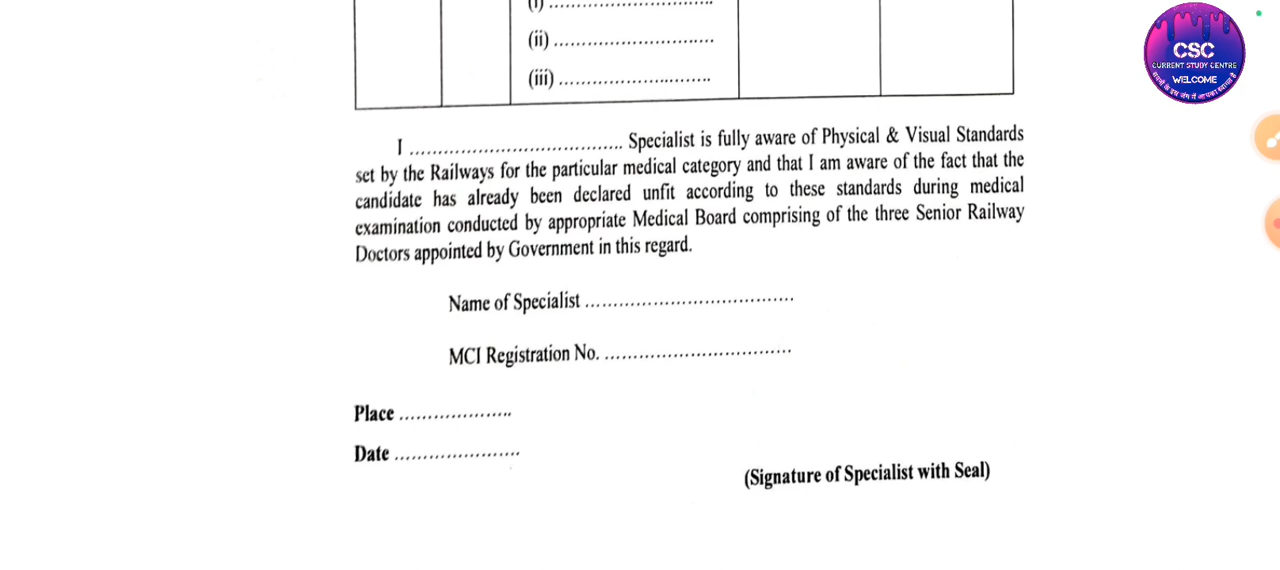 (i) ..............................
(ii) ..............................
(iii) ..............................
CSC
CURRENT STUDY CENTRE
WELCOME
सपनों के इस जंग में आपका स्वागत है
I ..................................... Specialist is fully aware of Physical & Visual Standards
set by the Railways for the particular medical category and that I am aware of the fact that the
candidate has already been declared unfit according to these standards during medical
examination conducted by appropriate Medical Board comprising of the three Senior Railway
Doctors appointed by Government in this regard.
Name of Specialist .....................................
MCI Registration No. .................................
Place ....................
Date ......................
(Signature of Specialist with Seal)